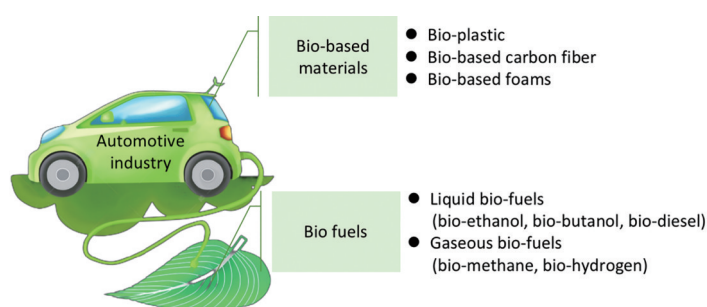 Automotive
industry
Bio-based
materials
● Bio-plastic
● Bio-based carbon fiber
● Bio-based foams
Bio fuels
● Liquid bio-fuels
(bio-ethanol, bio-butanol, bio-diesel)
● Gaseous bio-fuels
(bio-methane, bio-hydrogen)